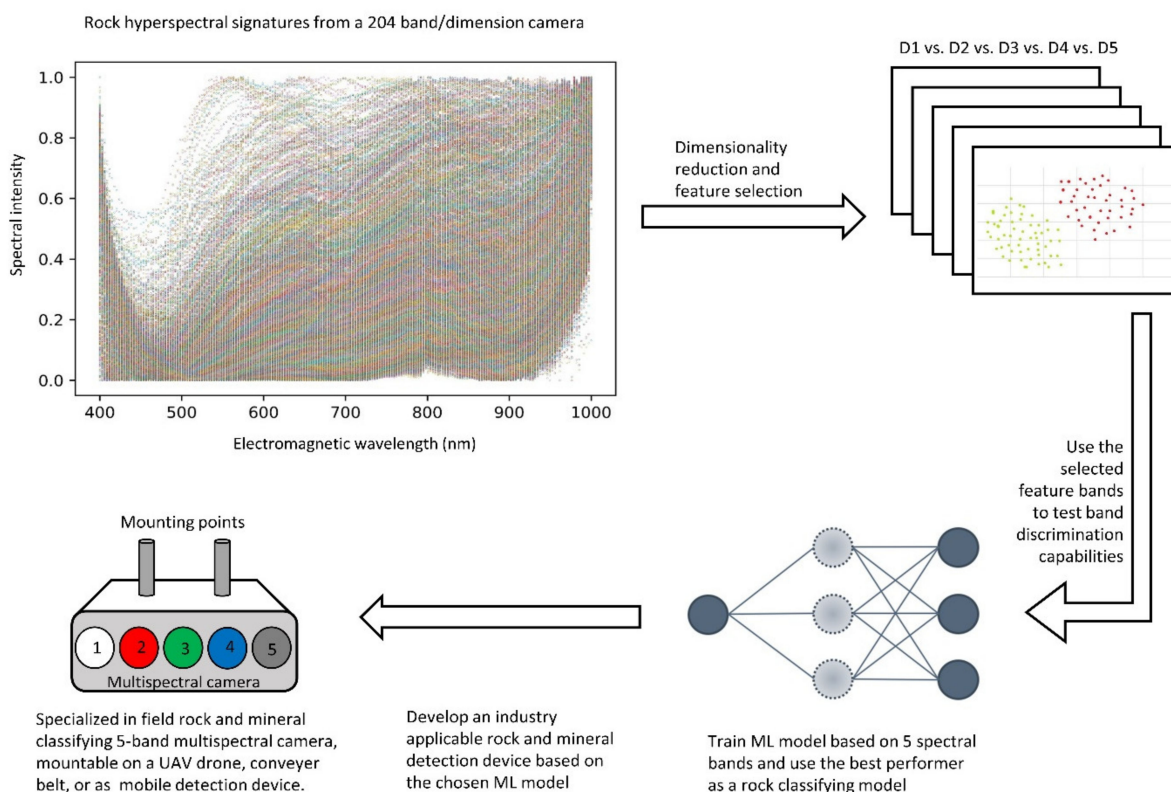 Rock hyperspectral signatures from a 204 band/dimension camera
D1 vs. D2 vs. D3 vs. D4 vs. D5
1.0
0.8
0.6
0.4
0.2
0.0
Spectral intensity
400
500
600
700
800
900
1000
Electromagnetic wavelength (nm)
Dimensionality
reduction and
feature selection
Use the
selected
feature bands
to test band
discrimination
capabilities
Mounting points
1
2
3
4
5
Multispectral camera
Specialized in field rock and mineral
classifying 5-band multispectral camera,
mountable on a UAV drone, conveyer
belt, or as mobile detection device.
Develop an industry
applicable rock and mineral
detection device based on
the chosen ML model
Train ML model based on 5 spectral
bands and use the best performer
as a rock classifying model